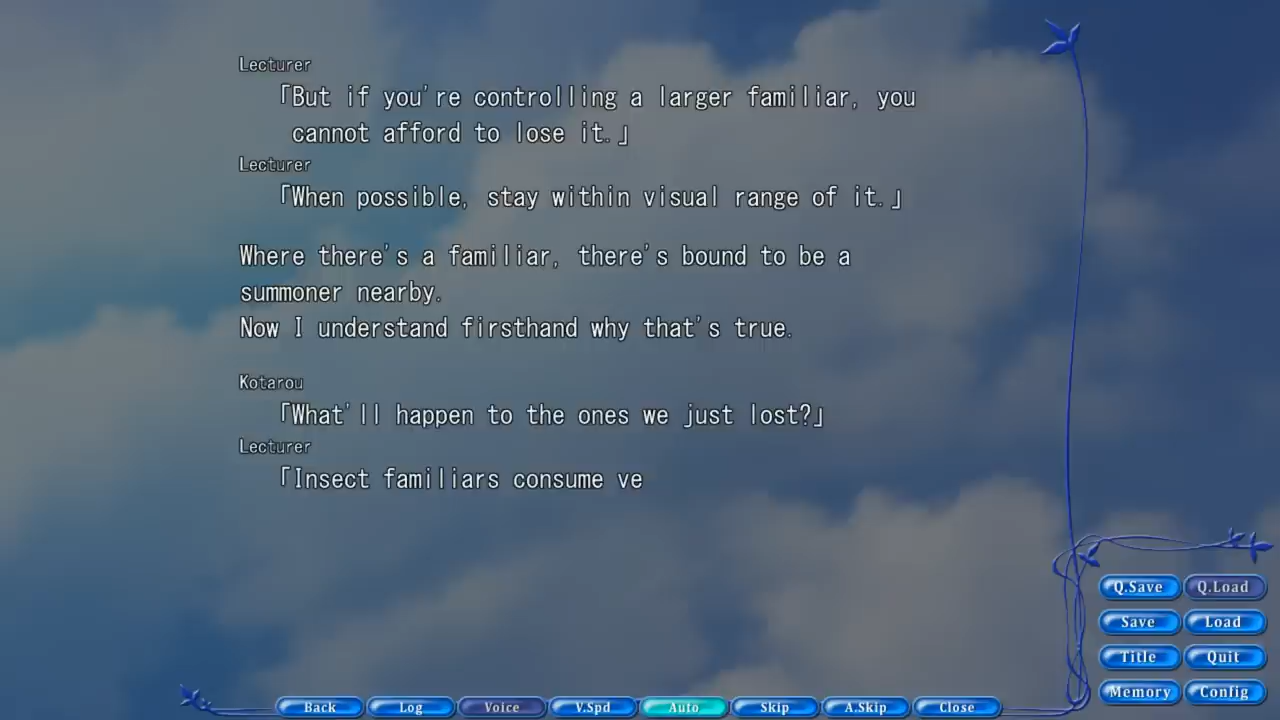 Lecturer
「But if you're controlling a larger familiar, you
cannot afford to lose it.」
Lecturer
「When possible, stay within visual range of it.」
Where there's a familiar, there's bound to be a
summoner nearby.
Now I understand firsthand why that's true.
Kotarou
「What'll happen to the ones we just lost?」
Lecturer
「Insect familiars consume ve
Q.Save Q.Load
Save Load
Title Quit
Memory Config
Back Log Voice V.Spd Auto Skip A.Skip Close